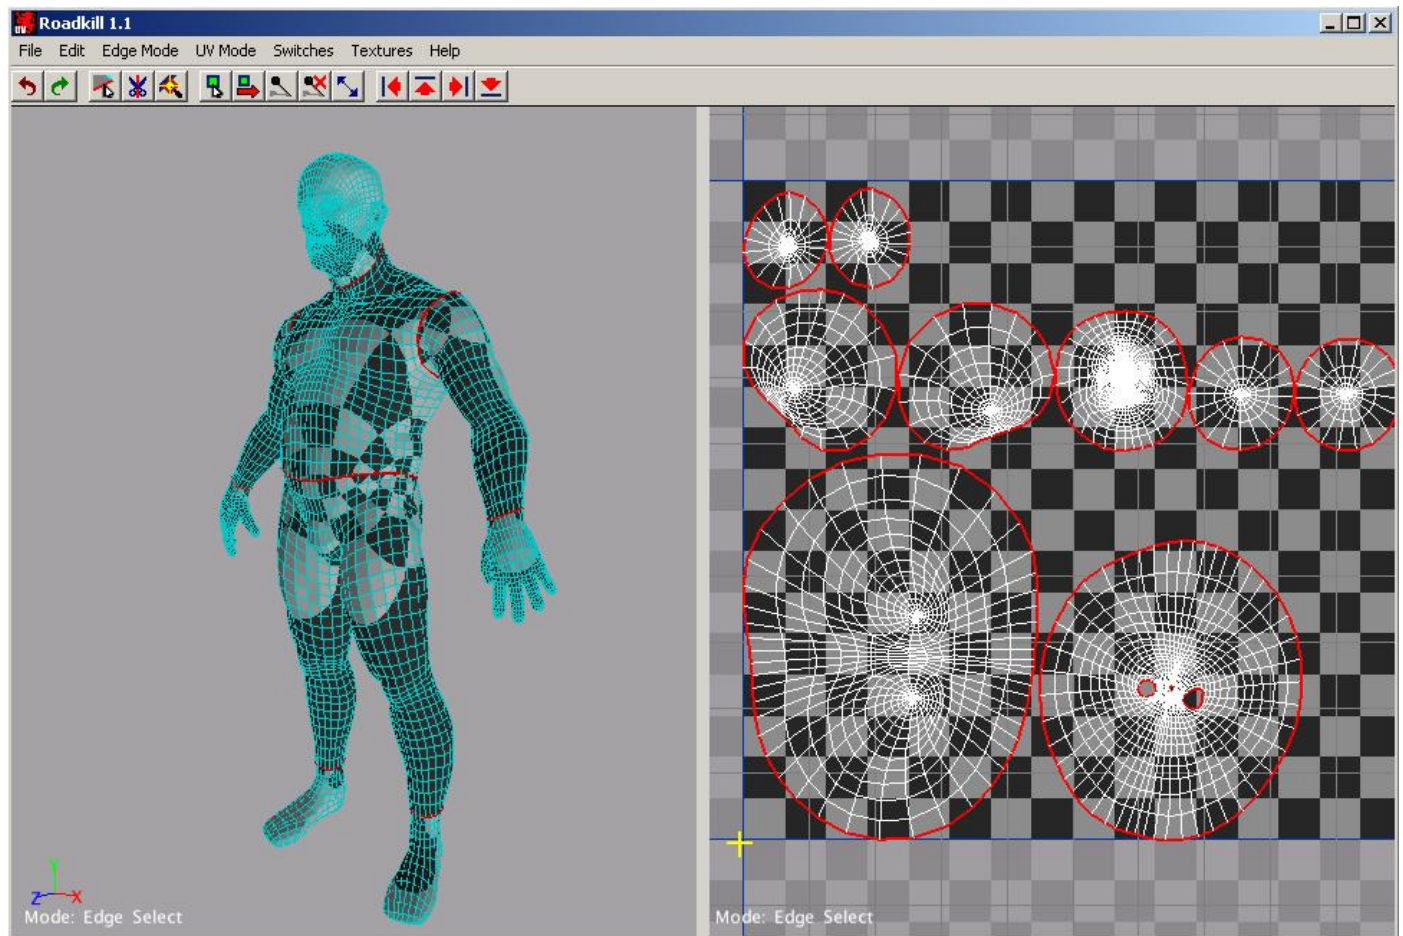 Roadkill 1.1
File Edit Edge Mode UV Mode Switches Textures Help
Y
Z X
Mode: Edge Select
Mode: Edge Select